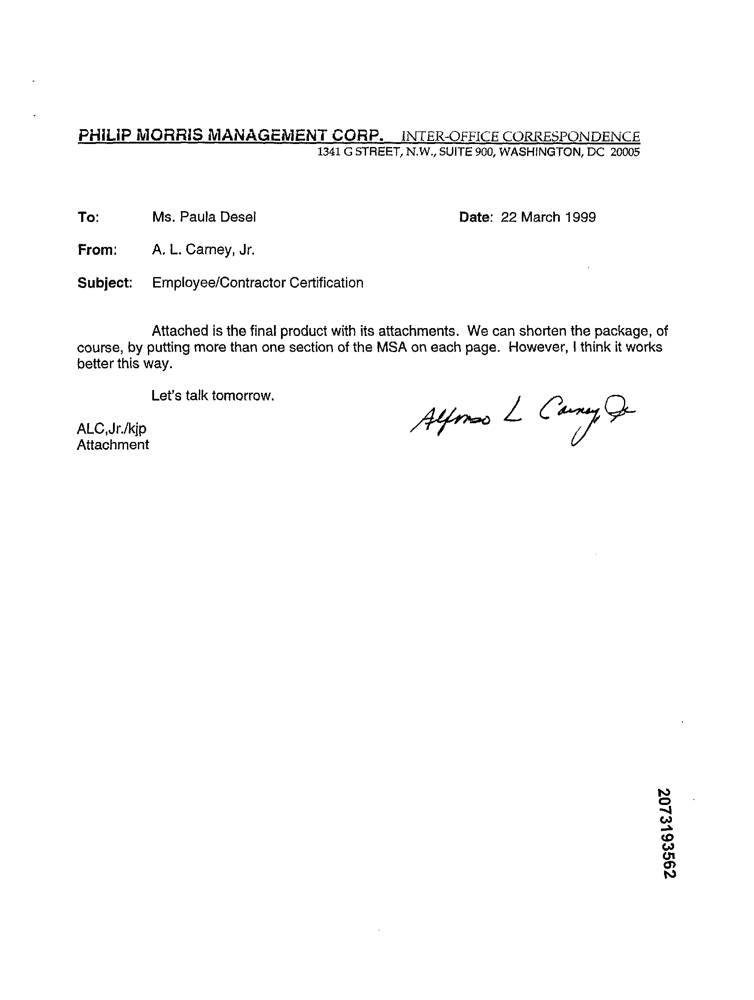 PHILIP MORRIS MANAGEMENT CORP. INTER-OFFICE CORRESPONDENCE
1341 G STREET, N.W., SUITE 900, WASHINGTON, DC 20005
To: Ms. Paula Desel Date: 22 March 1999
From: A. L. Carney, Jr.
Subject: Employee/Contractor Certification
Attached is the final product with its attachments. We can shorten the package, of
course, by putting more than one section of the MSA on each page. However, I think it works
better this way.
Let's talk tomorrow.
Alfonso L Carney Jr
ALC,Jr./kjp
Attachment
2073193562